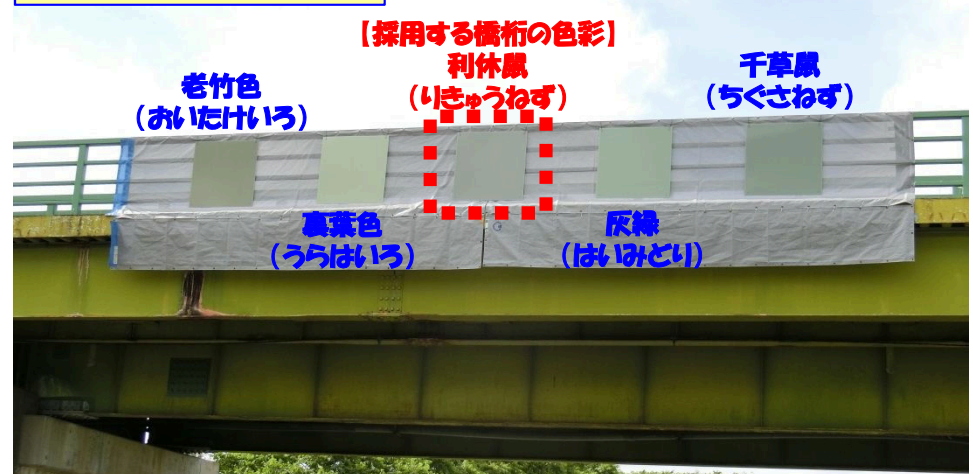 【採用する橋桁の色彩】
利休鼠
(りきゅうねず)
老竹色
(おいたけいろ)
千草鼠
(ちぐさねず)
裏葉色
(うらはいろ)
灰緑
(はいみどり)